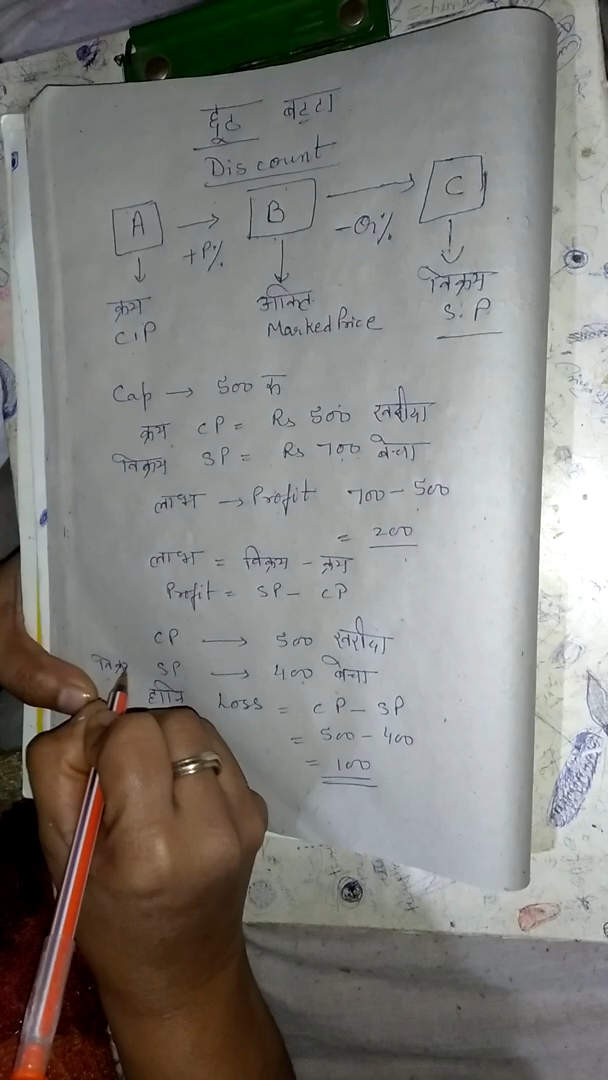 छूट बट्टा
Discount
A +P% B -Or% C
क्रय अंकित विक्रय
C.P Marked Price S.P
Cap → 500 रु
क्रय CP = Rs 500 खरीदा
विक्रय SP = Rs 700 बेचा
लाभ → Profit 700 - 500
= 200
लाभ = विक्रय - क्रय
Profit = SP - CP
CP → 500 खरीदा
विक्र SP → 400 बेचा
हानि Loss = CP - SP
= 500 - 400
= 100